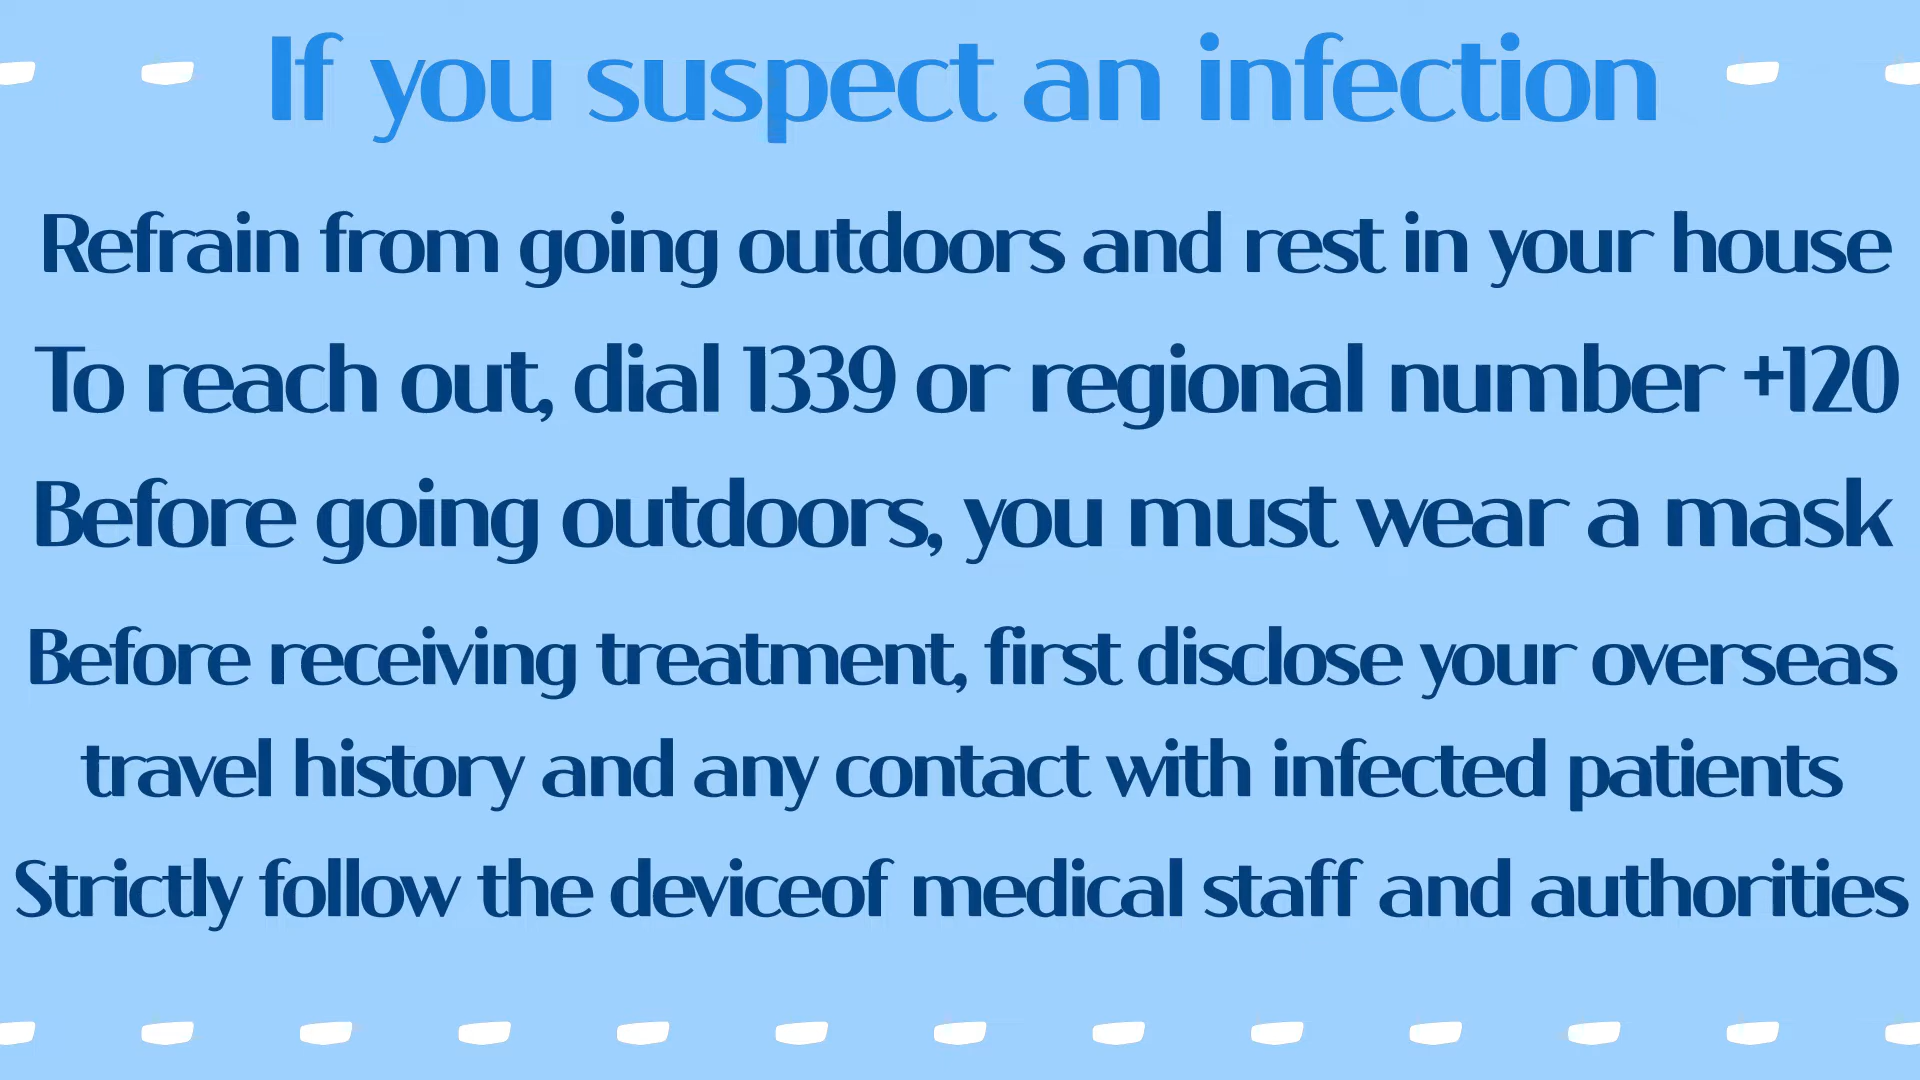 If you suspect an infection
Refrain from going outdoors and rest in your house
To reach out, dial 1339 or regional number +120
Before going outdoors, you must wear a mask
Before receiving treatment, first disclose your overseas
travel history and any contact with infected patients
Strictly follow the deviceof medical staff and authorities